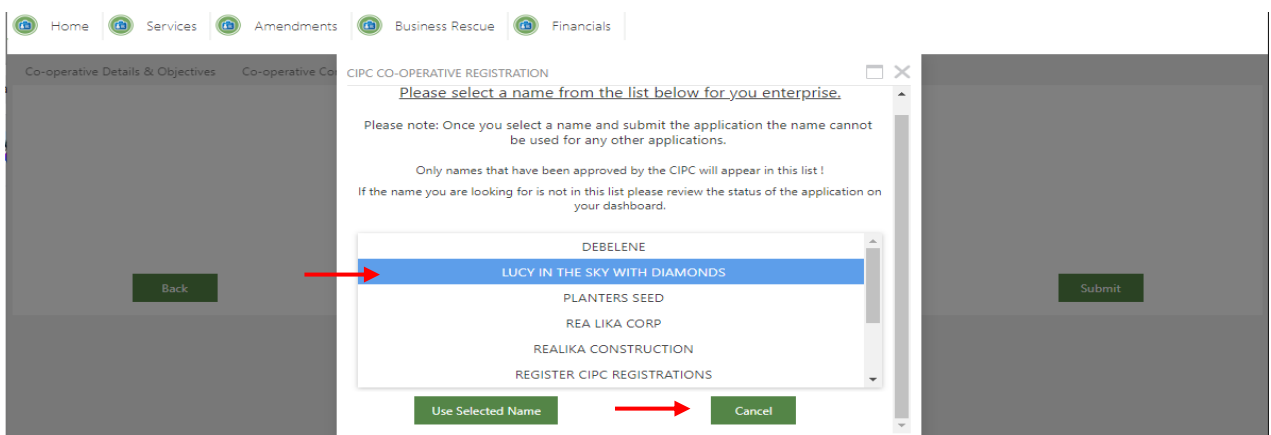 Home Services Amendments Business Rescue Financials
Co-operative Details & Objectives Co-operative Co
CIPC CO-OPERATIVE REGISTRATION
Please select a name from the list below for you enterprise.
Please note: Once you select a name and submit the application the name cannot
be used for any other applications.
Only names that have been approved by the CIPC will appear in this list !
If the name you are looking for is not in this list please review the status of the application on
your dashboard.
DEBELENE
LUCY IN THE SKY WITH DIAMONDS
PLANTERS SEED
REA LIKA CORP
REALIKA CONSTRUCTION
REGISTER CIPC REGISTRATIONS
Back
Submit
Use Selected Name
Cancel